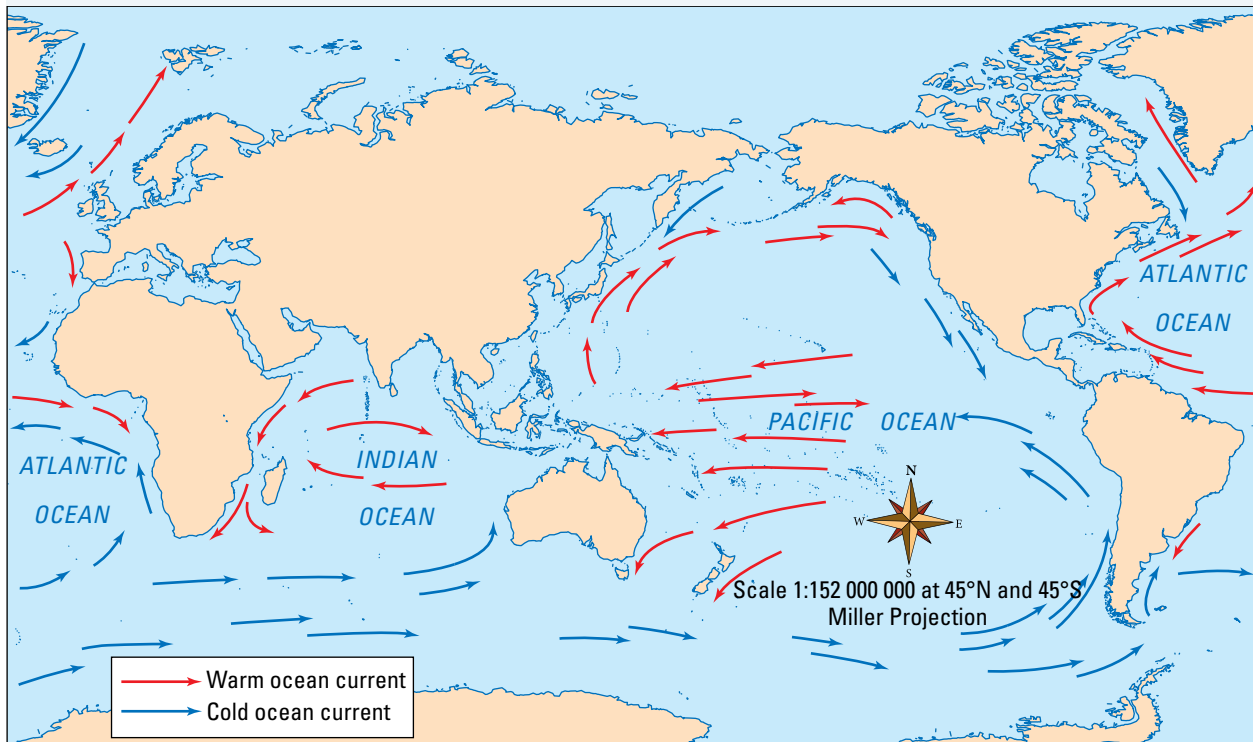 ATLANTIC
OCEAN
PACIFIC OCEAN
ATLANTIC
OCEAN
INDIAN
OCEAN
N
W E
S
Scale 1:152 000 000 at 45°N and 45°S
Miller Projection
Warm ocean current
Cold ocean current